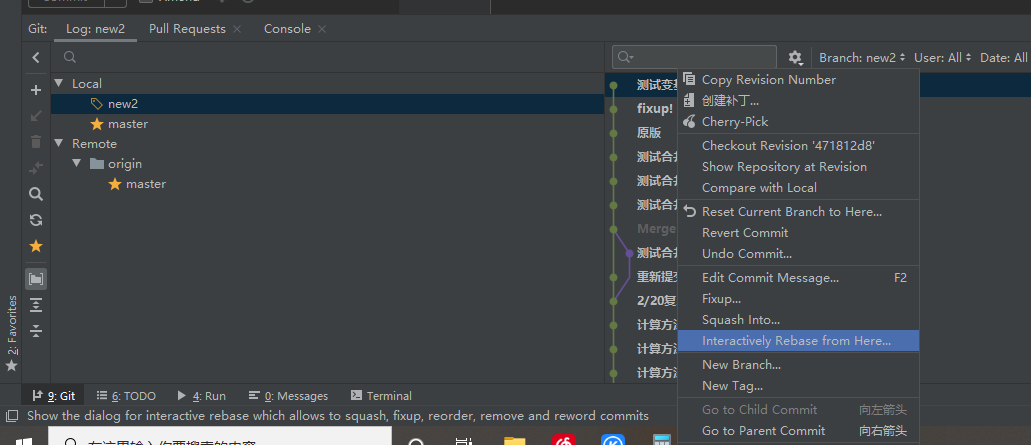 Git: Log: new2 Pull Requests Console
Branch: new2 User: All Date: All
Local
new2
master
Remote
origin
master
测试变
fixup!
原版
测试合
测试合
测试合
Merge
测试合
重新提
2/20复
计算方
计算方
计算方
Copy Revision Number
创建补丁...
Cherry-Pick
Checkout Revision '471812d8'
Show Repository at Revision
Compare with Local
Reset Current Branch to Here...
Revert Commit
Undo Commit...
Edit Commit Message... F2
Fixup...
Squash Into...
Interactively Rebase from Here...
New Branch...
New Tag...
Go to Child Commit 向左箭头
Go to Parent Commit 向右箭头
2: Favorites
9: Git 6: TODO 4: Run 0: Messages Terminal
Show the dialog for interactive rebase which allows to squash, fixup, reorder, remove and reword commits
在这里输入你要搜索的内容